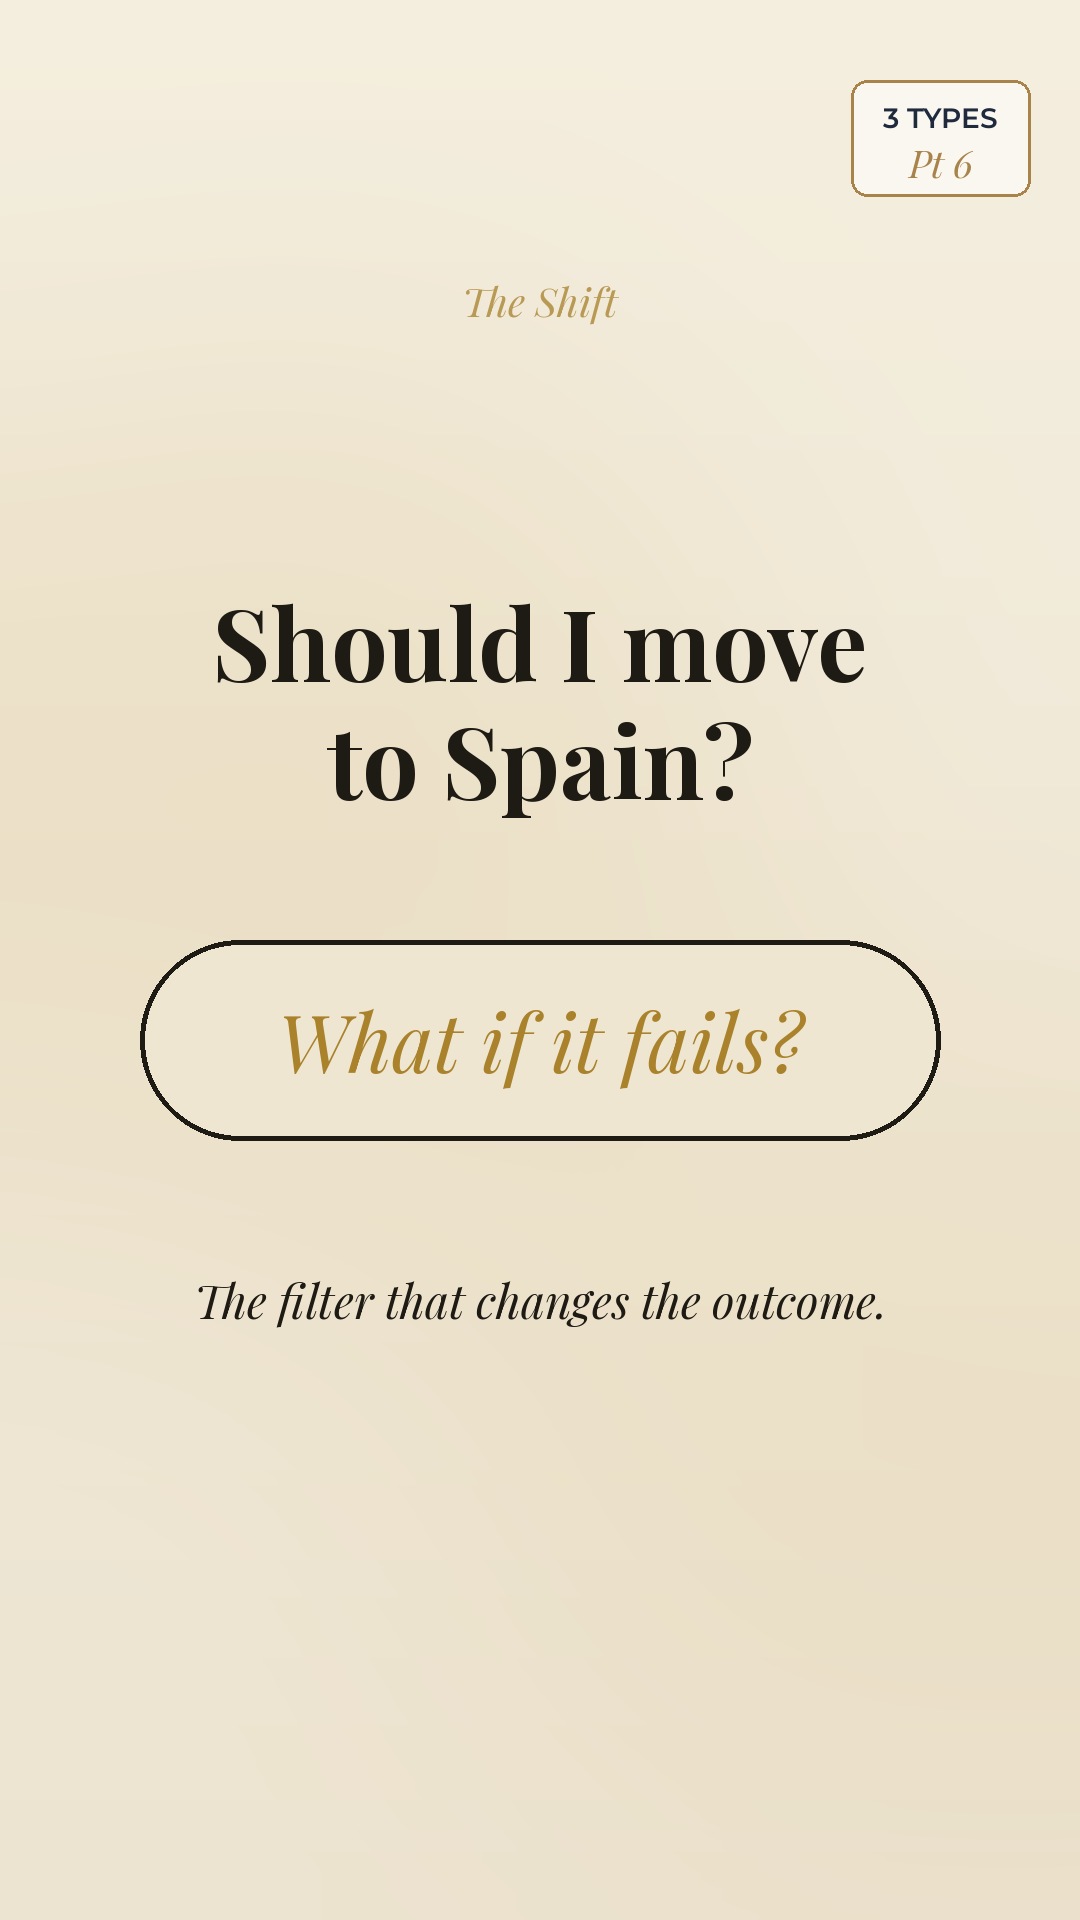 3 TYPES
Pt 6
The Shift
Should I move
to Spain?
What if it fails?
The filter that changes the outcome.